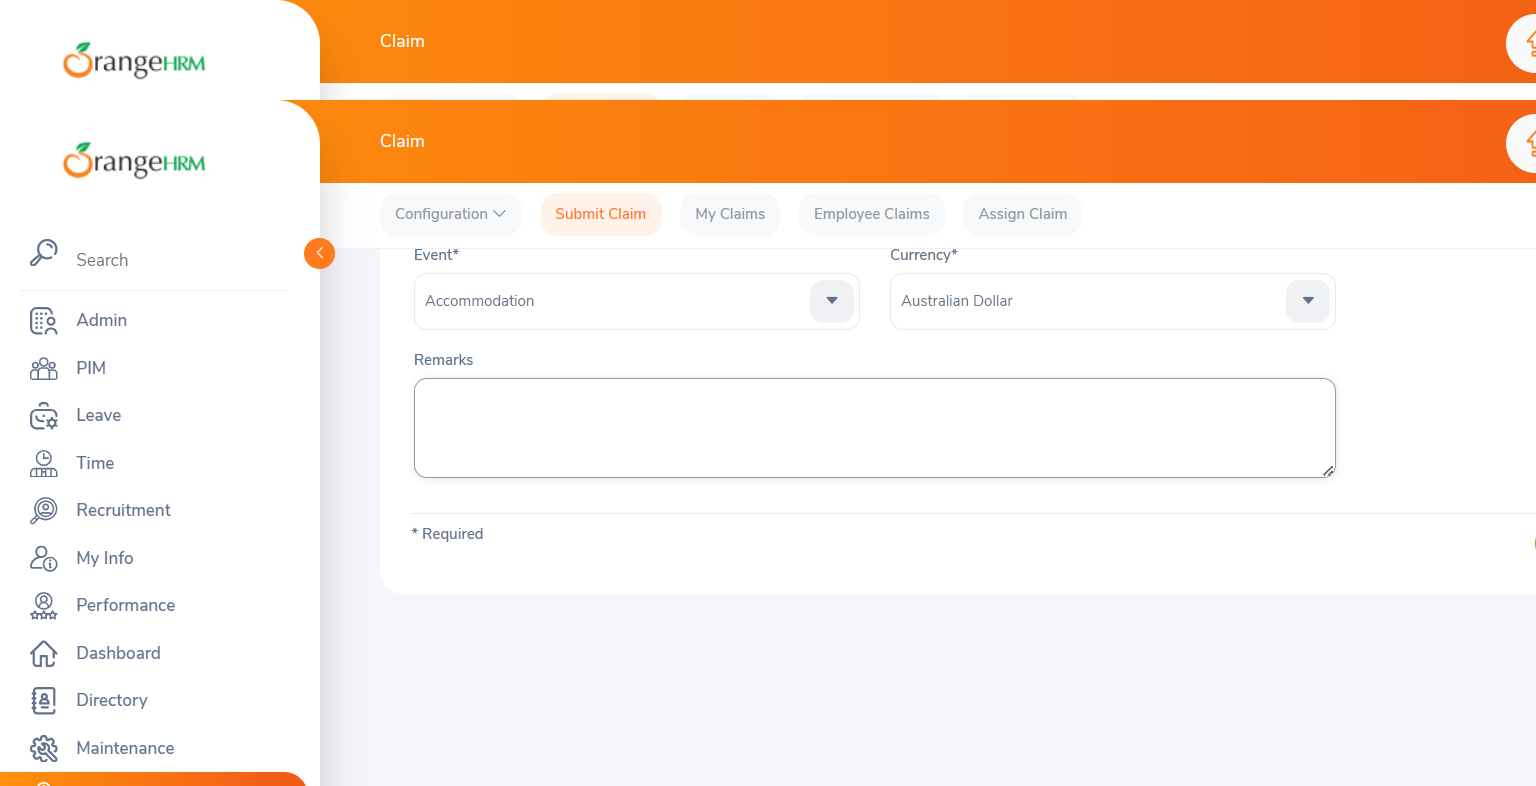 OrangeHRM
Claim
OrangeHRM
Claim
Configuration
Submit Claim
My Claims
Employee Claims
Assign Claim
Search
Admin
PIM
Leave
Time
Recruitment
My Info
Performance
Dashboard
Directory
Maintenance
Event*
Currency*
Accommodation
Australian Dollar
Remarks
* Required